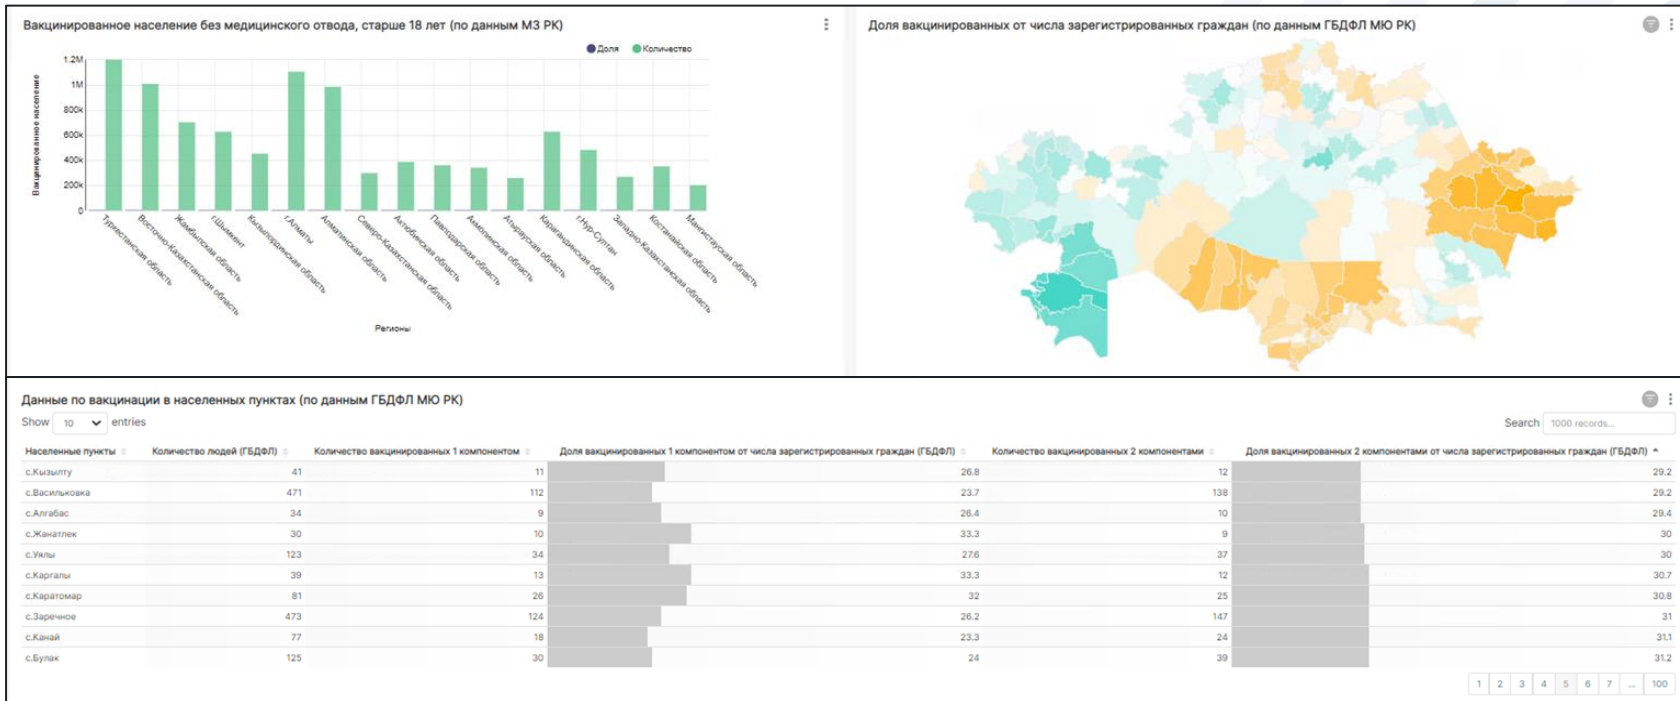 Вакцинированное население без медицинского отвода, старше 18 лет (по данным МЗ РК)
Доля Количество
1.2M
1M
800k
600k
400k
200k
0
Вакцинированное население
Туркестанская область
Восточно-Казахстанская область
Жамбылская область
г.Шымкент
Кызылординская область
г.Алматы
Алматинская область
Северо-Казахстанская область
Актюбинская область
Павлодарская область
Акмолинская область
Атырауская область
Карагандинская область
г.Нур-Султан
Западно-Казахстанская область
Костанайская область
Мангистауская область
Регионы
Доля вакцинированных от числа зарегистрированных граждан (по данным ГБДФЛ МЮ РК)
Данные по вакцинации в населенных пунктах (по данным ГБДФЛ МЮ РК)
Show 10 entries
Search 1000 records...
Населенные пункты Количество людей (ГБДФЛ) Количество вакцинированных 1 компонентом Доля вакцинированных 1 компонентом от числа зарегистрированных граждан (ГБДФЛ) Количество вакцинированных 2 компонентами Доля вакцинированных 2 компонентами от числа зарегистрированных граждан (ГБДФЛ)
с.Кызылту 41 11 26.8 12 29.2
с.Васильковка 471 112 23.7 138 29.2
с.Алгабас 34 9 26.4 10 29.4
с.Жанатлек 30 10 33.3 9 30
с.Уялы 123 34 27.6 37 30
с.Каргалы 39 13 33.3 12 30.7
с.Каратомар 81 26 32 25 30.8
с.Заречное 473 124 26.2 147 31
с.Канай 77 18 23.3 24 31.1
с.Булак 125 30 24 39 31.2
1 2 3 4 5 6 7 ... 100